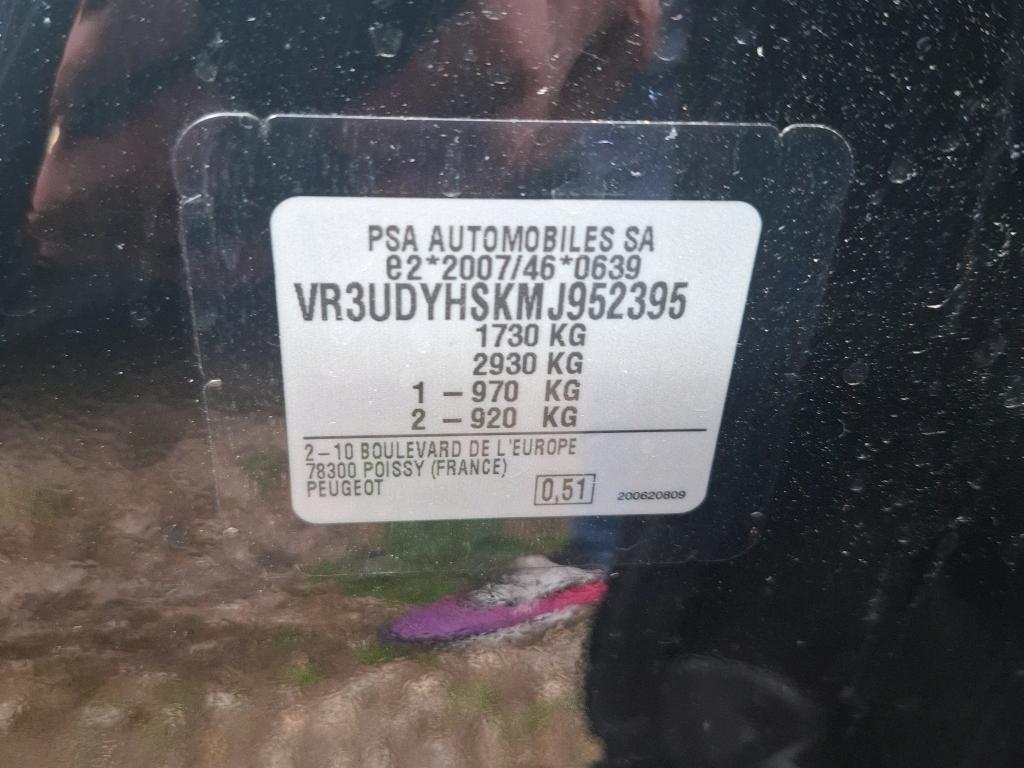 PSA AUTOMOBILES SA
e2*2007/46*0639
VR3UDYHSKMJ952395
1730 KG
2930 KG
1 – 970 KG
2 – 920 KG
2–10 BOULEVARD DE L'EUROPE
78300 POISSY (FRANCE)
PEUGEOT
0,51
200620809